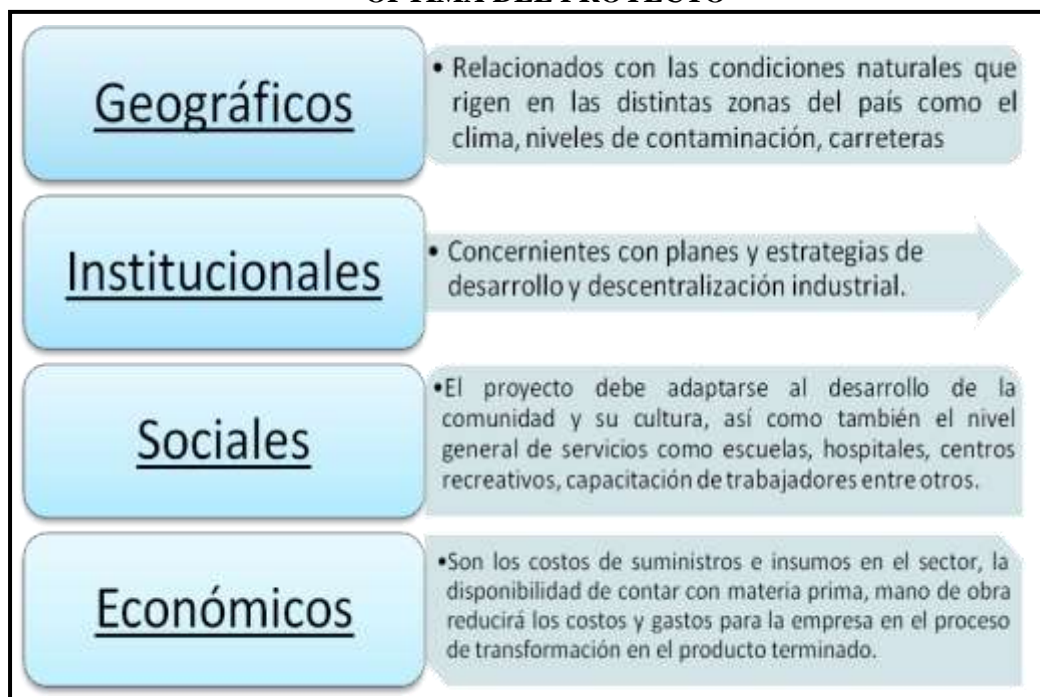 Geográficos
• Relacionados con las condiciones naturales que
rigen en las distintas zonas del país como el
clima, niveles de contaminación, carreteras
Institucionales
• Concernientes con planes y estrategias de
desarrollo y descentralización industrial.
Sociales
•El proyecto debe adaptarse al desarrollo de la
comunidad y su cultura, así como también el nivel
general de servicios como escuelas, hospitales, centros
recreativos, capacitación de trabajadores entre otros.
Económicos
•Son los costos de suministros e insumos en el sector, la
disponibilidad de contar con materia prima, mano de obra
reducirá los costos y gastos para la empresa en el proceso
de transformación en el producto terminado.